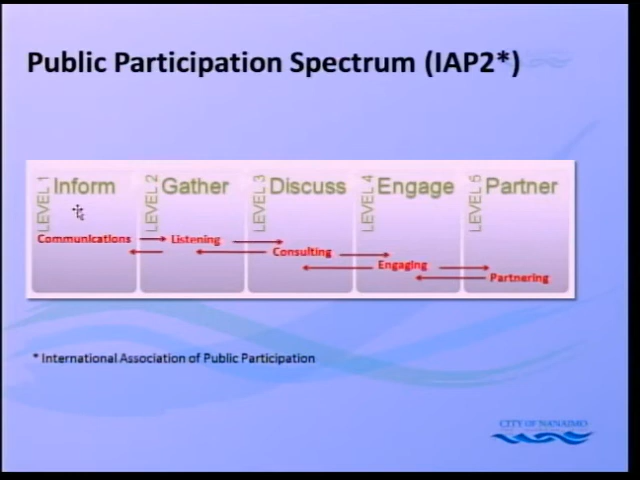 Public Participation Spectrum (IAP2*)
LEVEL 1 Inform
LEVEL 2 Gather
LEVEL 3 Discuss
LEVEL 4 Engage
LEVEL 5 Partner
Communications
Listening
Consulting
Engaging
Partnering
* International Association of Public Participation
CITY OF NANAIMO